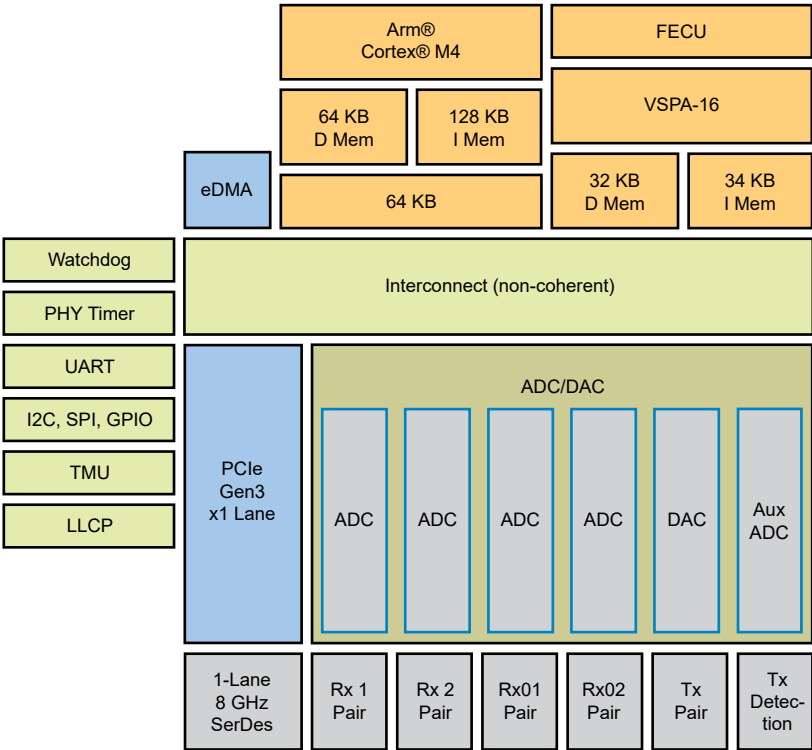 Arm®
Cortex® M4
FECU
VSPA-16
64 KB
D Mem
128 KB
I Mem
eDMA
64 KB
32 KB
D Mem
34 KB
I Mem
Watchdog
PHY Timer
UART
I2C, SPI, GPIO
TMU
LLCP
Interconnect (non-coherent)
PCIe
Gen3
x1 Lane
ADC/DAC
ADC
ADC
ADC
ADC
DAC
Aux
ADC
1-Lane
8 GHz
SerDes
Rx 1
Pair
Rx 2
Pair
Rx01
Pair
Rx02
Pair
Tx
Pair
Tx
Detec-
tion